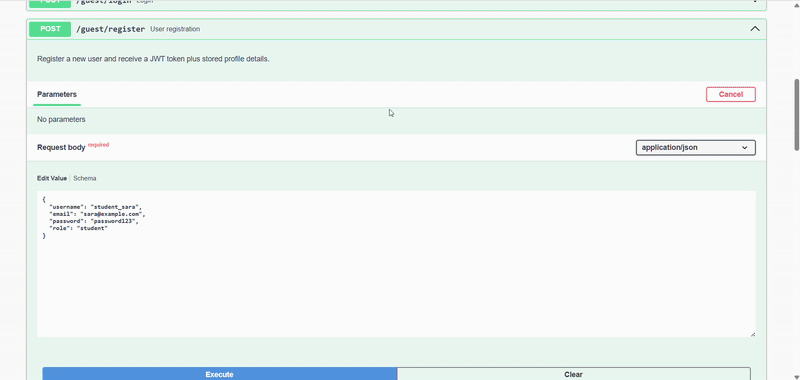 POST /guest/login Login
POST /guest/register User registration
Register a new user and receive a JWT token plus stored profile details.
Parameters
Cancel
No parameters
Request body required
application/json
Edit Value | Schema
{
"username": "student_sara",
"email": "sara@example.com",
"password": "password123",
"role": "student"
}
Execute
Clear